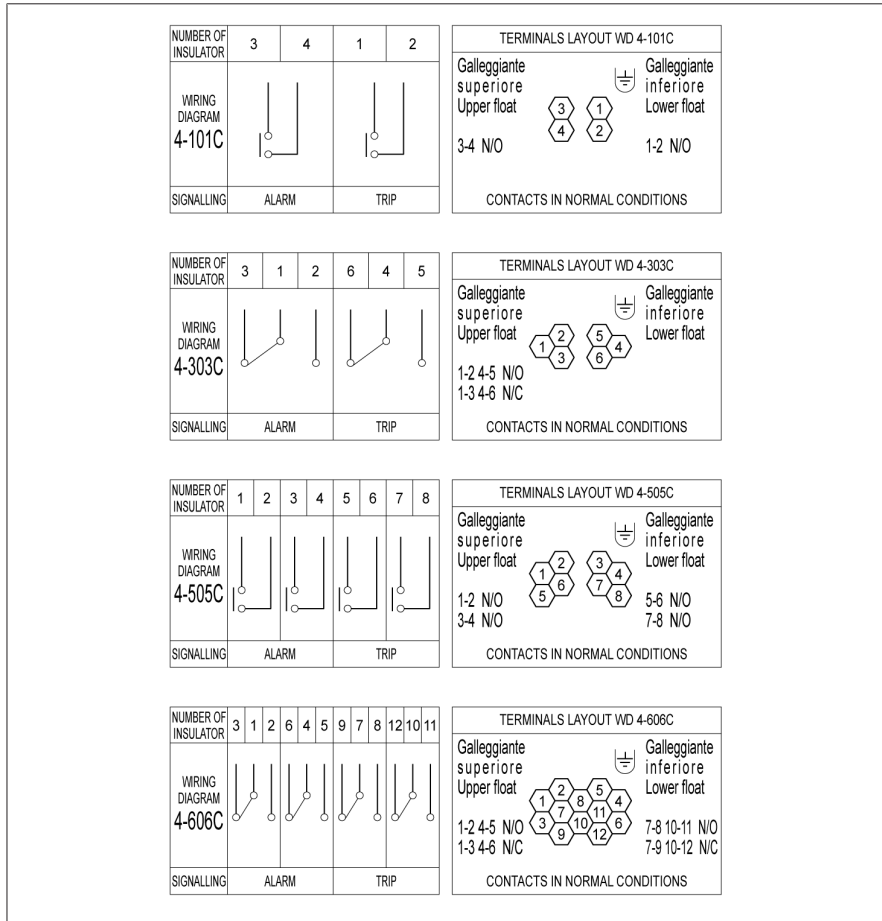 NUMBER OF
INSULATOR
3 4 1 2
WIRING
DIAGRAM
4-101C
SIGNALLING ALARM TRIP
TERMINALS LAYOUT WD 4-101C
Galleggiante
superiore
Upper float
3-4 N/O
3 1
4 2
Galleggiante
inferiore
Lower float
1-2 N/O
CONTACTS IN NORMAL CONDITIONS
NUMBER OF
INSULATOR
3 1 2 6 4 5
WIRING
DIAGRAM
4-303C
SIGNALLING ALARM TRIP
TERMINALS LAYOUT WD 4-303C
Galleggiante
superiore
Upper float
1-2 4-5 N/O
1-3 4-6 N/C
2 5
1 4
3 6
Galleggiante
inferiore
Lower float
CONTACTS IN NORMAL CONDITIONS
NUMBER OF
INSULATOR
1 2 3 4 5 6 7 8
WIRING
DIAGRAM
4-505C
SIGNALLING ALARM TRIP
TERMINALS LAYOUT WD 4-505C
Galleggiante
superiore
Upper float
1-2 N/O
3-4 N/O
2 3
1 4
6 7
5 8
Galleggiante
inferiore
Lower float
5-6 N/O
7-8 N/O
CONTACTS IN NORMAL CONDITIONS
NUMBER OF
INSULATOR
3 1 2 6 4 5 9 7 8 12 10 11
WIRING
DIAGRAM
4-606C
SIGNALLING ALARM TRIP
TERMINALS LAYOUT WD 4-606C
Galleggiante
superiore
Upper float
1-2 4-5 N/O
1-3 4-6 N/C
2 5
1 8 4
7 11
3 10 6
9 12
Galleggiante
inferiore
Lower float
7-8 10-11 N/O
7-9 10-12 N/C
CONTACTS IN NORMAL CONDITIONS